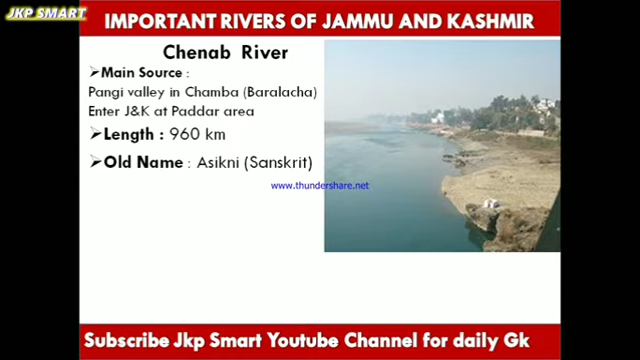 JKP SMART
IMPORTANT RIVERS OF JAMMU AND KASHMIR
Chenab River
➢Main Source :
Pangi valley in Chamba (Baralacha)
Enter J&K at Paddar area
➢Length : 960 km
➢Old Name : Asikni (Sanskrit)
www.thundershare.net
Subscribe Jkp Smart Youtube Channel for daily Gk